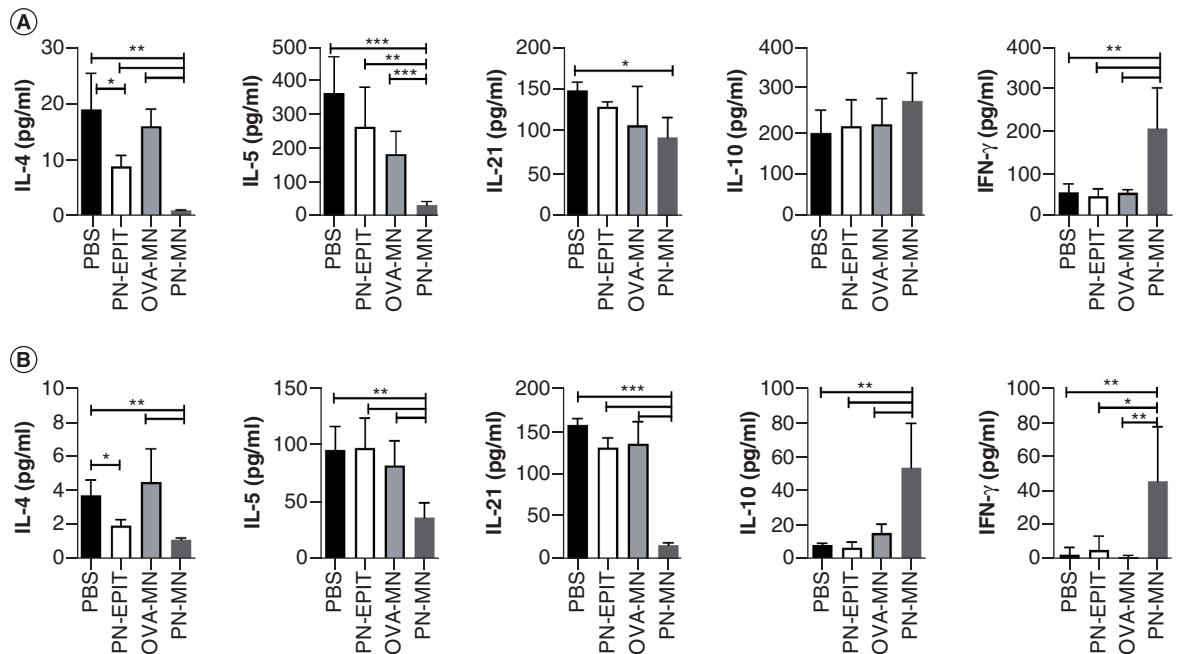 A
IL-4 (pg/ml)
30
20
10
0
**
*
PBS
PN-EPIT
OVA-MN
PN-MN
IL-5 (pg/ml)
500
400
300
200
100
0
***
**
***
PBS
PN-EPIT
OVA-MN
PN-MN
IL-21 (pg/ml)
200
150
100
50
0
*
PBS
PN-EPIT
OVA-MN
PN-MN
IL-10 (pg/ml)
400
300
200
100
0
PBS
PN-EPIT
OVA-MN
PN-MN
IFN-γ (pg/ml)
400
300
200
100
0
**
PBS
PN-EPIT
OVA-MN
PN-MN
B
IL-4 (pg/ml)
10
8
6
4
2
0
**
*
PBS
PN-EPIT
OVA-MN
PN-MN
IL-5 (pg/ml)
150
100
50
0
**
PBS
PN-EPIT
OVA-MN
PN-MN
IL-21 (pg/ml)
200
150
100
50
0
***
PBS
PN-EPIT
OVA-MN
PN-MN
IL-10 (pg/ml)
100
80
60
40
20
0
**
PBS
PN-EPIT
OVA-MN
PN-MN
IFN-γ (pg/ml)
100
80
60
40
20
0
**
*
**
PBS
PN-EPIT
OVA-MN
PN-MN